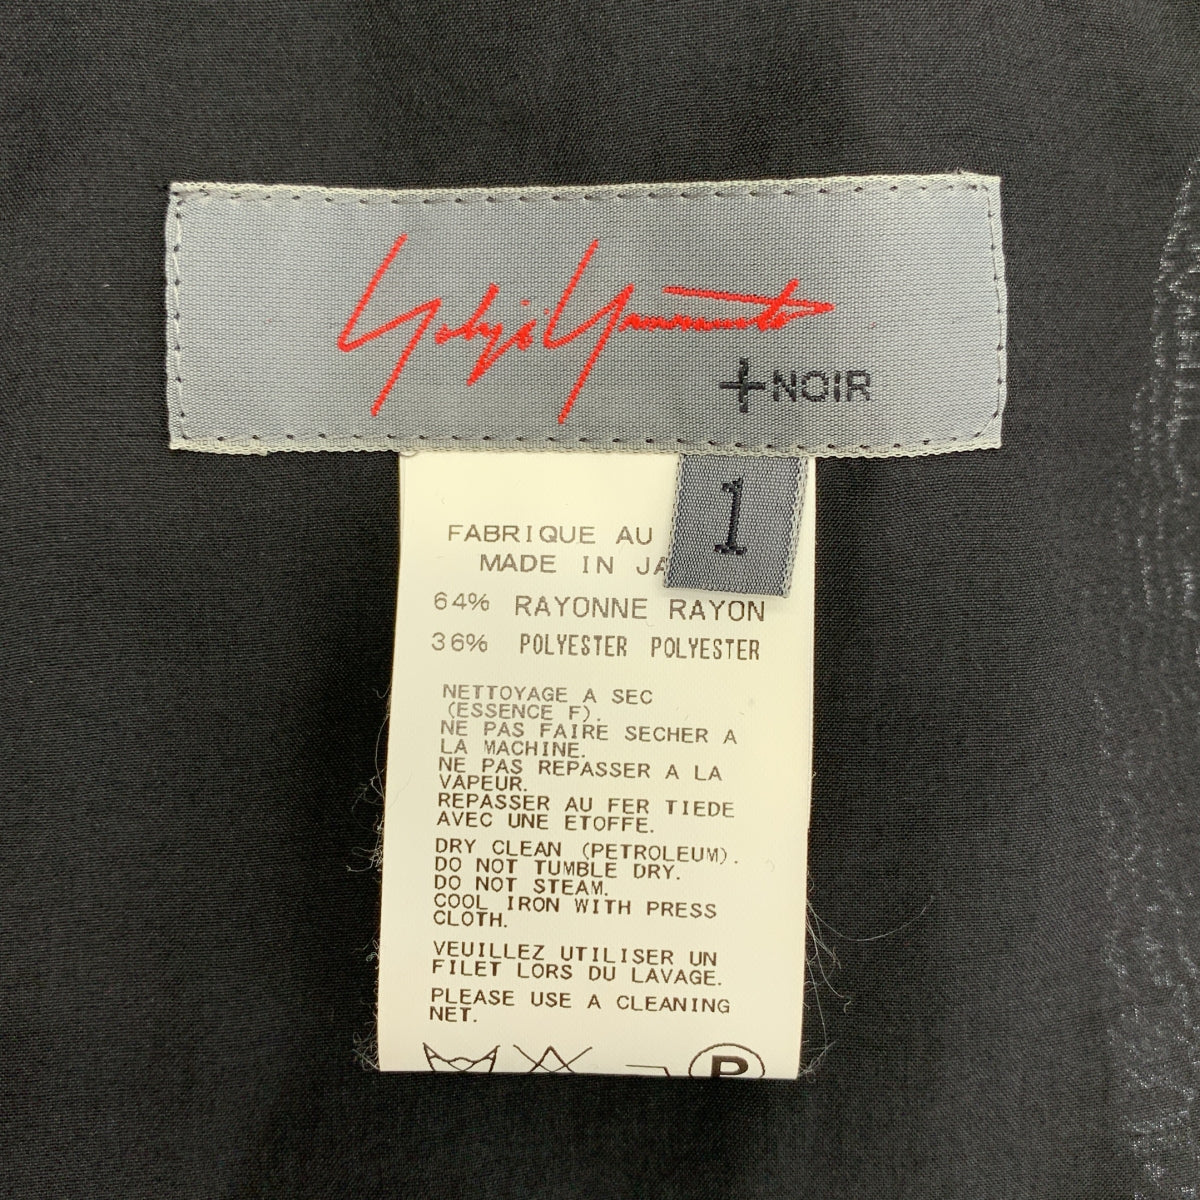 Yohji Yamamoto
+NOIR
1
FABRIQUE AU
MADE IN JA
64% RAYONNE RAYON
36% POLYESTER POLYESTER
NETTOYAGE A SEC
(ESSENCE F).
NE PAS FAIRE SECHER A
LA MACHINE.
NE PAS REPASSER A LA
VAPEUR.
REPASSER AU FER TIEDE
AVEC UNE ETOFFE.
DRY CLEAN (PETROLEUM).
DO NOT TUMBLE DRY.
DO NOT STEAM.
COOL IRON WITH PRESS
CLOTH.
VEUILLEZ UTILISER UN
FILET LORS DU LAVAGE.
PLEASE USE A CLEANING
NET.
P